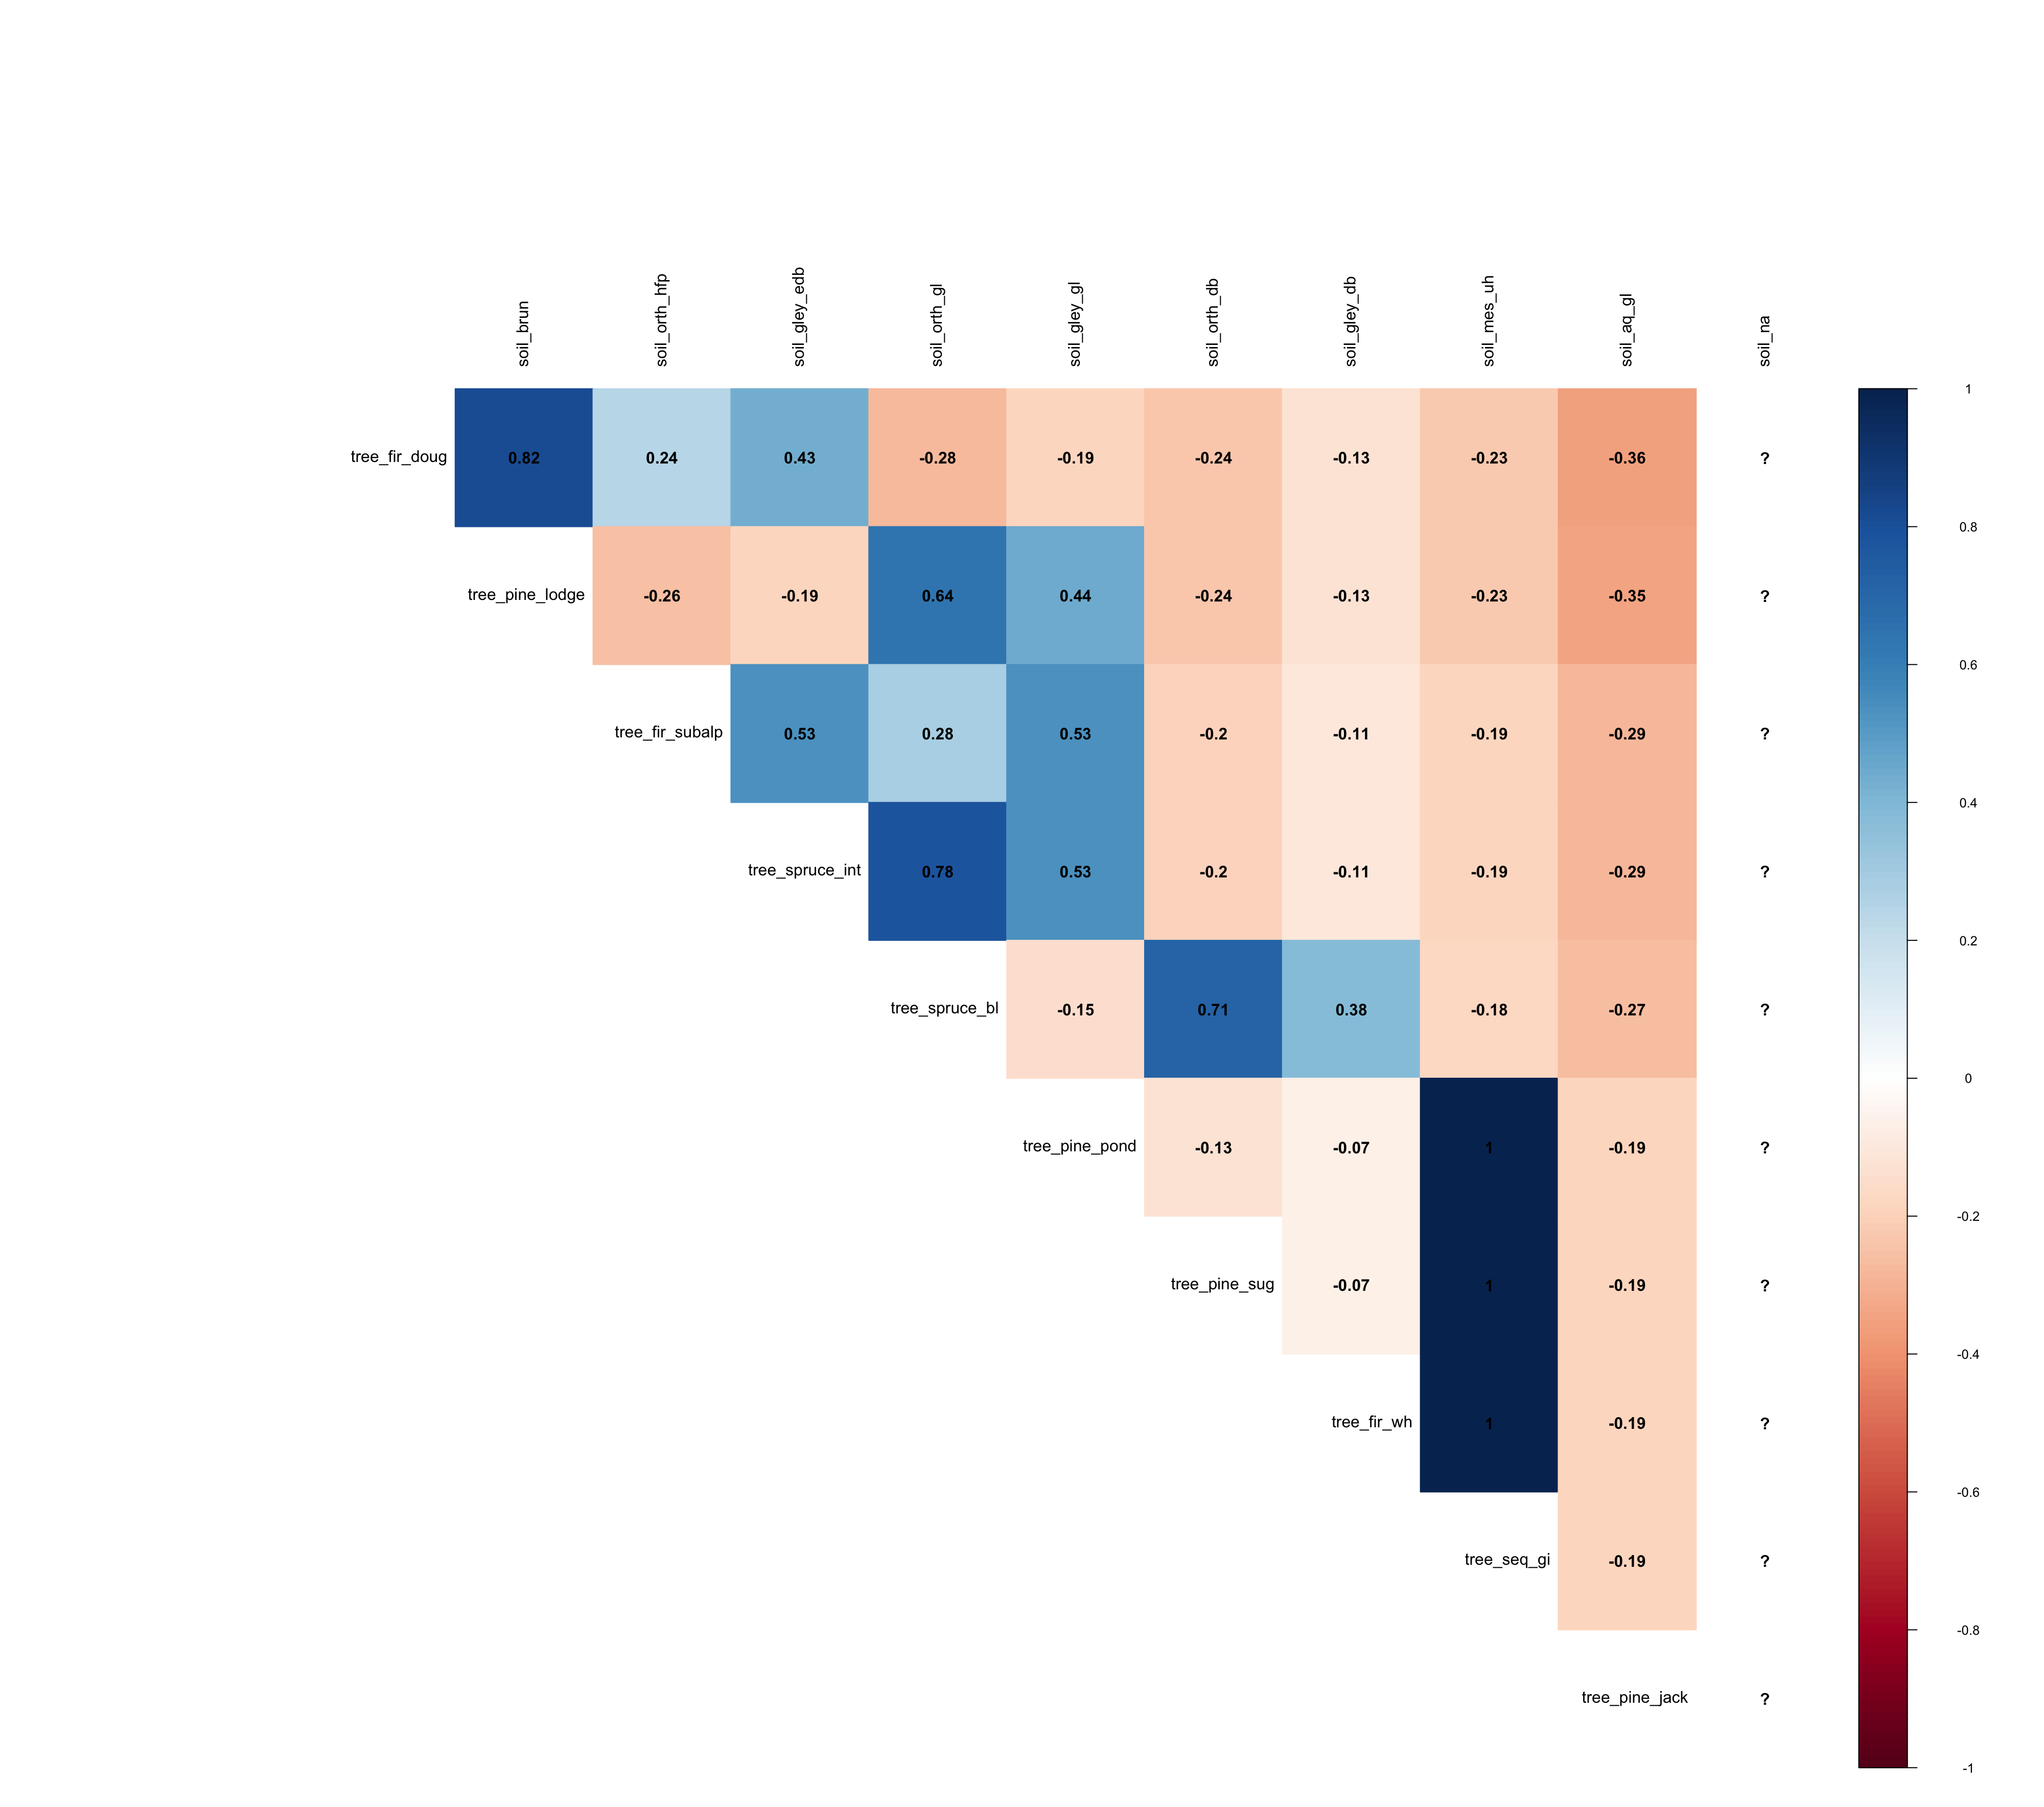 soil_brun soil_orth_hfp soil_gley_edb soil_orth_gl soil_gley_gl soil_orth_db soil_gley_db soil_mes_uh soil_aq_gl soil_na
1
tree_fir_doug 0.82 0.24 0.43 -0.28 -0.19 -0.24 -0.13 -0.23 -0.36 ?
0.8
tree_pine_lodge -0.26 -0.19 0.64 0.44 -0.24 -0.13 -0.23 -0.35 ?
0.6
tree_fir_subalp 0.53 0.28 0.53 -0.2 -0.11 -0.19 -0.29 ?
0.4
tree_spruce_int 0.78 0.53 -0.2 -0.11 -0.19 -0.29 ?
0.2
tree_spruce_bl -0.15 0.71 0.38 -0.18 -0.27 ?
0
tree_pine_pond -0.13 -0.07 1 -0.19 ?
-0.2
tree_pine_sug -0.07 1 -0.19 ?
-0.4
tree_fir_wh 1 -0.19 ?
-0.6
tree_seq_gi -0.19 ?
-0.8
tree_pine_jack ?
-1